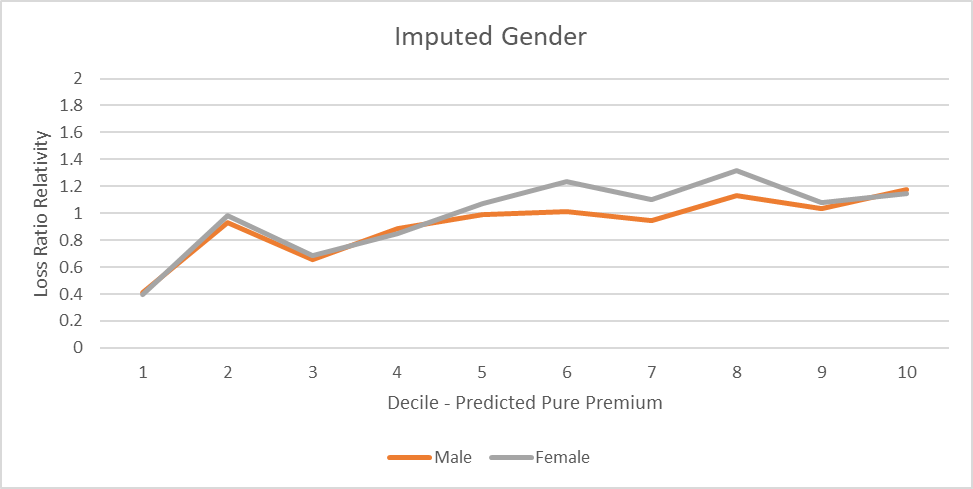 Imputed Gender
2
1.8
1.6
1.4
1.2
1
0.8
0.6
0.4
0.2
0
Loss Ratio Relativity
1 2 3 4 5 6 7 8 9 10
Decile - Predicted Pure Premium
Male Female